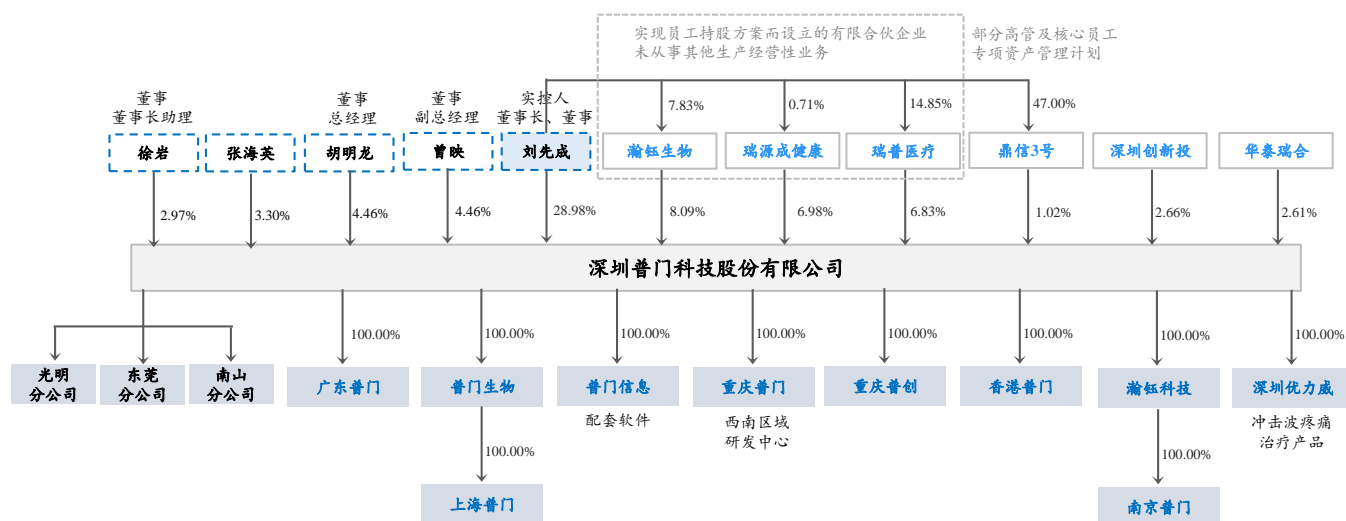 实现员工持股方案而设立的有限合伙企业
未从事其他生产经营性业务
部分高管及核心员工
专项资产管理计划
董事
董事长助理
董事
总经理
董事
副总经理
实控人
董事长、董事
7.83%
0.71%
14.85%
47.00%
徐岩
张海英
胡明龙
曾映
刘先成
瀚钰生物
瑞源成健康
瑞普医疗
鼎信3号
深圳创新投
华泰瑞合
2.97%
3.30%
4.46%
4.46%
28.98%
8.09%
6.98%
6.83%
1.02%
2.66%
2.61%
深圳普门科技股份有限公司
100.00%
100.00%
100.00%
100.00%
100.00%
100.00%
100.00%
100.00%
光明
分公司
东莞
分公司
南山
分公司
广东普门
普门生物
普门信息
重庆普门
重庆普创
香港普门
瀚钰科技
深圳优力威
配套软件
西南区域
研发中心
冲击波疼痛
治疗产品
100.00%
100.00%
上海普门
南京普门